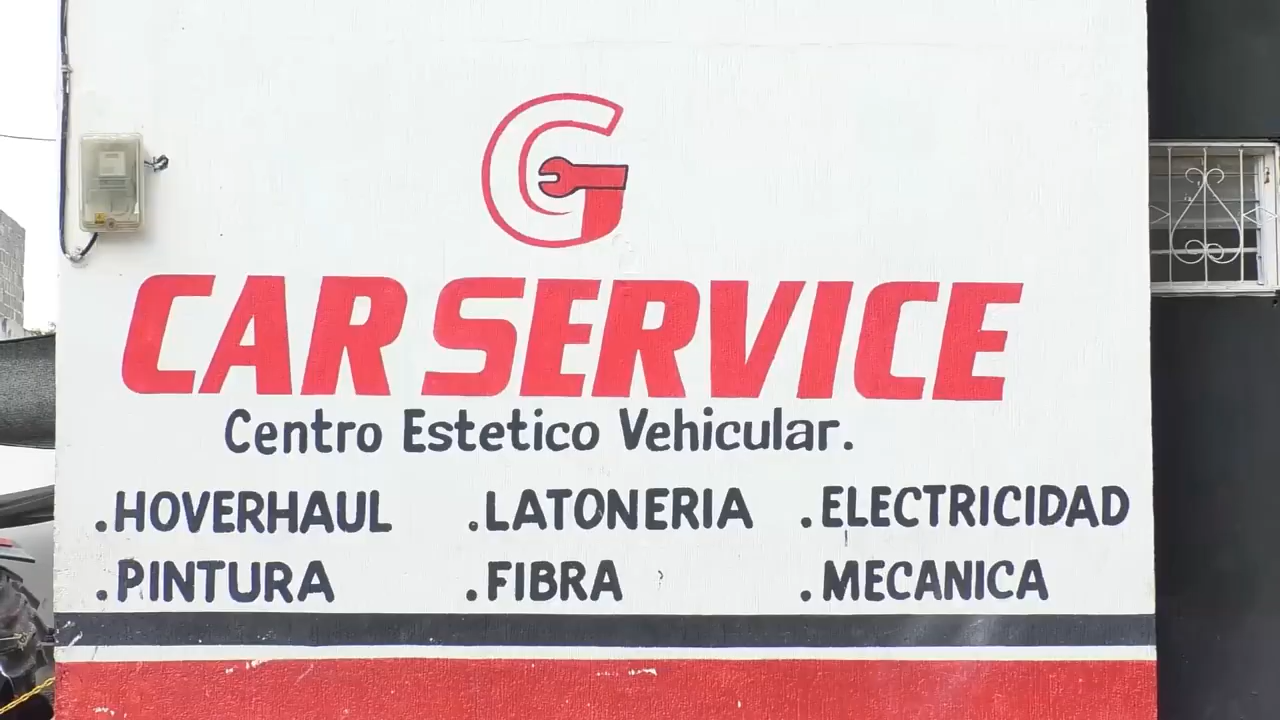 G
CAR SERVICE
Centro Estetico Vehicular.
.HOVERHAUL .LATONERIA .ELECTRICIDAD
.PINTURA .FIBRA .MECANICA